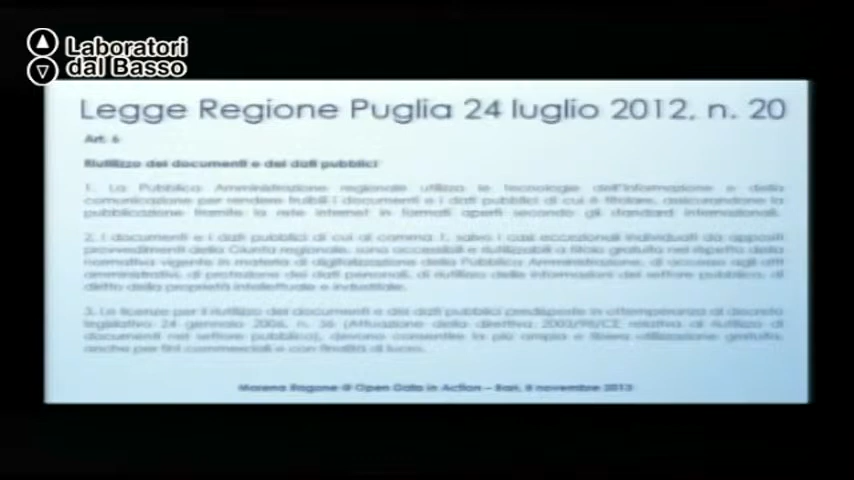 Laboratori
dal Basso
Legge Regione Puglia 24 luglio 2012, n. 20
Art. 6
Riutilizzo dei documenti e dei dati pubblici
1. La Pubblica Amministrazione regionale utilizza le tecnologie dell'informazione e della
comunicazione per rendere fruibili i documenti e i dati pubblici di cui è titolare, assicurandone la
pubblicazione tramite la rete internet in formati aperti secondo gli standard internazionali.
2. I documenti e i dati pubblici di cui al comma 1, salvo i casi eccezionali individuati da appositi
provvedimenti della Giunta regionale, sono accessibili e riutilizzabili a titolo gratuito nel rispetto della
normativa vigente in materia di digitalizzazione della Pubblica Amministrazione, di accesso agli atti
amministrativi, di protezione dei dati personali, di riutilizzo delle informazioni del settore pubblico, di
diritto della proprietà intellettuale e industriale.
3. Le licenze per il riutilizzo dei documenti e dei dati pubblici predisposte in ottemperanza al decreto
legislativo 24 gennaio 2006, n. 36 (Attuazione della direttiva 2003/98/CE relativa al riutilizzo di
documenti nel settore pubblico), devono consentire la più ampia e libera utilizzazione gratuita,
anche per fini commerciali e con finalità di lucro.
Morena Ragone @ Open Data in Action – Bari, 8 novembre 2013